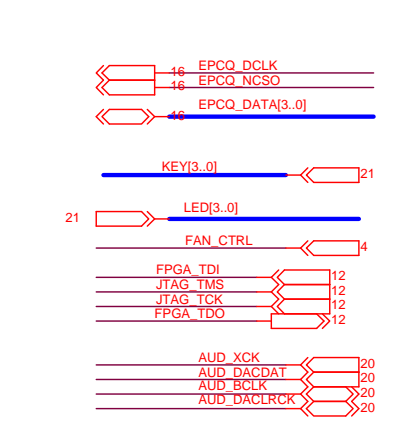 16 EPCQ_DCLK
16 EPCQ_NCSO
16 EPCQ_DATA[3..0]
KEY[3..0] 21
21 LED[3..0]
FAN_CTRL 4
FPGA_TDI 12
JTAG_TMS 12
JTAG_TCK 12
FPGA_TDO 12
AUD_XCK 20
AUD_DACDAT 20
AUD_BCLK 20
AUD_DACLRCK 20